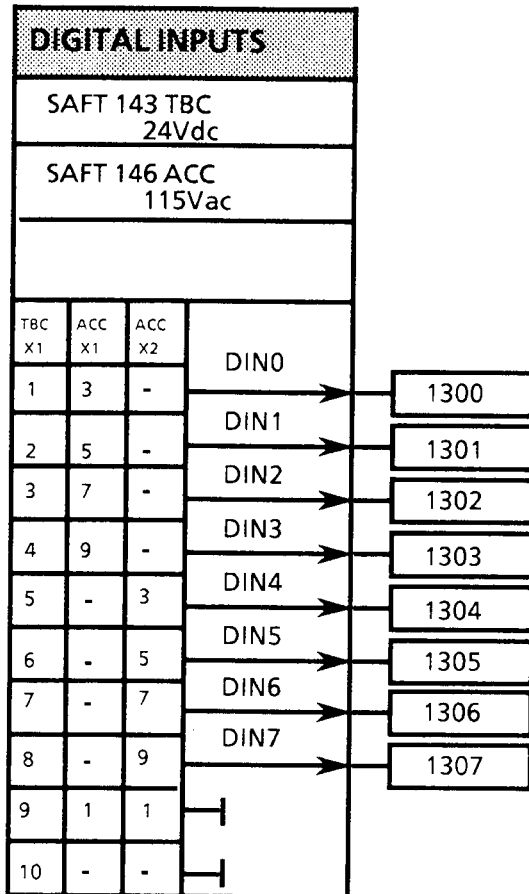 DIGITAL INPUTS
SAFT 143 TBC
24Vdc
SAFT 146 ACC
115Vac
TBC X1 ACC X1 ACC X2
DIN0
1 3 - 1300
DIN1
2 5 - 1301
DIN2
3 7 - 1302
DIN3
4 9 - 1303
DIN4
5 - 3 1304
DIN5
6 - 5 1305
DIN6
7 - 7 1306
DIN7
8 - 9 1307
9 1 1
10 - -